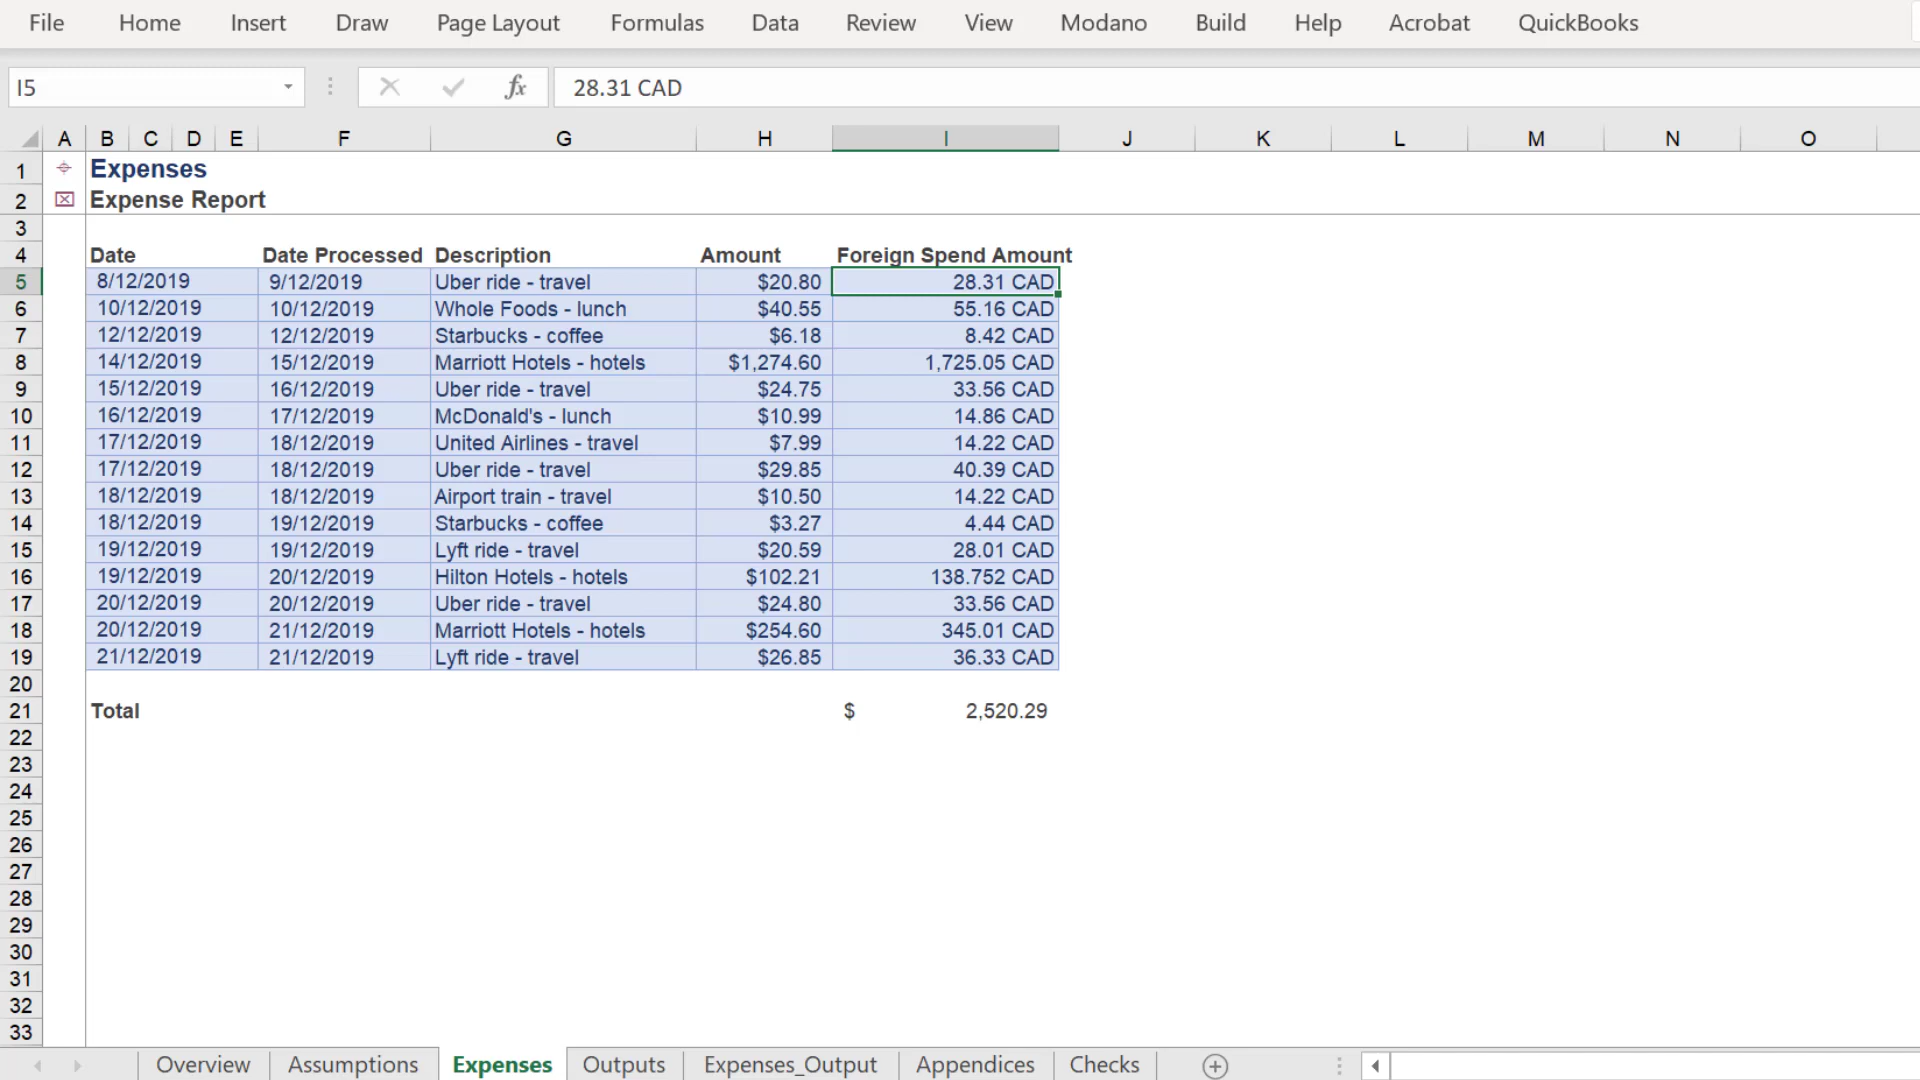 File Home Insert Draw Page Layout Formulas Data Review View Modano Build Help Acrobat QuickBooks
I5 fx 28.31 CAD
A B C D E F G H I J K L M N O
1 Expenses
2 Expense Report
3
4 Date Date Processed Description Amount Foreign Spend Amount
5 8/12/2019 9/12/2019 Uber ride - travel $20.80 28.31 CAD
6 10/12/2019 10/12/2019 Whole Foods - lunch $40.55 55.16 CAD
7 12/12/2019 12/12/2019 Starbucks - coffee $6.18 8.42 CAD
8 14/12/2019 15/12/2019 Marriott Hotels - hotels $1,274.60 1,725.05 CAD
9 15/12/2019 16/12/2019 Uber ride - travel $24.75 33.56 CAD
10 16/12/2019 17/12/2019 McDonald's - lunch $10.99 14.86 CAD
11 17/12/2019 18/12/2019 United Airlines - travel $7.99 14.22 CAD
12 17/12/2019 18/12/2019 Uber ride - travel $29.85 40.39 CAD
13 18/12/2019 18/12/2019 Airport train - travel $10.50 14.22 CAD
14 18/12/2019 19/12/2019 Starbucks - coffee $3.27 4.44 CAD
15 19/12/2019 19/12/2019 Lyft ride - travel $20.59 28.01 CAD
16 19/12/2019 20/12/2019 Hilton Hotels - hotels $102.21 138.752 CAD
17 20/12/2019 20/12/2019 Uber ride - travel $24.80 33.56 CAD
18 20/12/2019 21/12/2019 Marriott Hotels - hotels $254.60 345.01 CAD
19 21/12/2019 21/12/2019 Lyft ride - travel $26.85 36.33 CAD
20
21 Total $ 2,520.29
22
23
24
25
26
27
28
29
30
31
32
33
Overview Assumptions Expenses Outputs Expenses_Output Appendices Checks